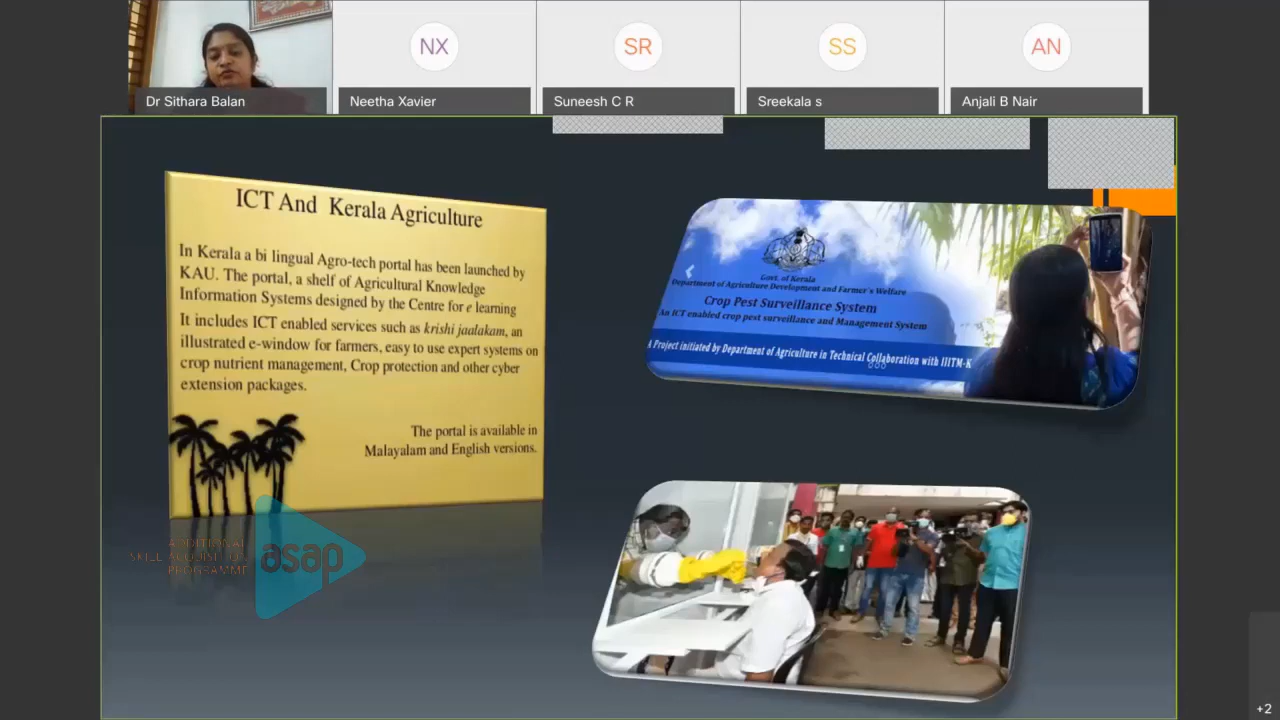 NX
SR
SS
AN
Dr Sithara Balan
Neetha Xavier
Suneesh C R
Sreekala s
Anjali B Nair
ICT And Kerala Agriculture
In Kerala a bi lingual Agro-tech portal has been launched by
KAU. The portal, a shelf of Agricultural Knowledge
Information Systems designed by the Centre for e learning
It includes ICT enabled services such as krishi jaalakam, an
illustrated e-window for farmers, easy to use expert systems on
crop nutrient management, Crop protection and other cyber
extension packages.
The portal is available in
Malayalam and English versions.
Govt. of Kerala
Department of Agriculture Development and Farmer's Welfare
Crop Pest Surveillance System
An ICT enabled crop pest surveillance and Management System
A Project initiated by Department of Agriculture in Technical Collaboration with IIITM-K
ADDITIONAL
SKILL ACQUISITION
PROGRAMME
asap
+2